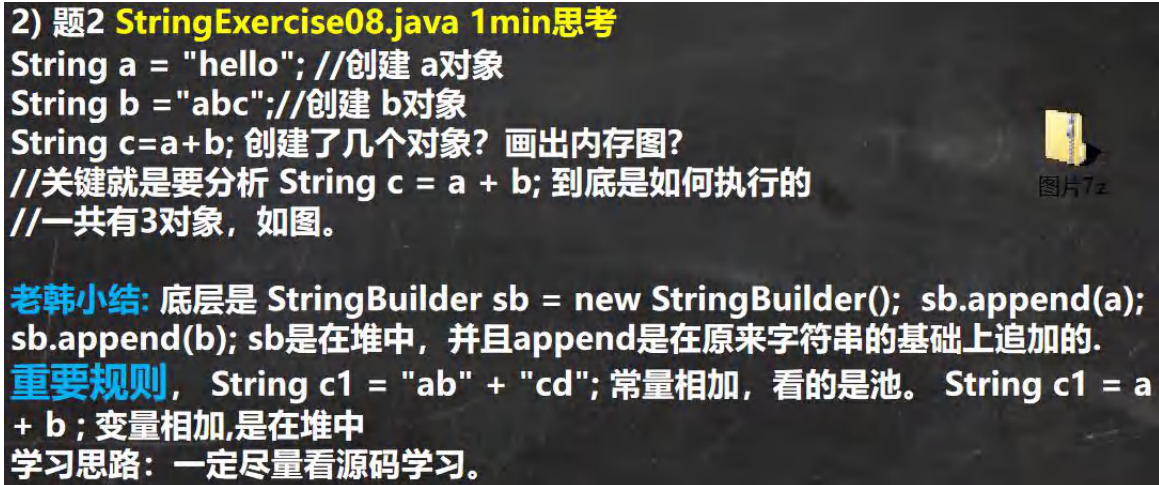 2) 题2 StringExercise08.java 1min思考
String a = "hello"; //创建 a对象
String b ="abc";//创建 b对象
String c=a+b; 创建了几个对象？画出内存图？
//关键就是要分析 String c = a + b; 到底是如何执行的
//一共有3对象，如图。
图片7z
老韩小结: 底层是 StringBuilder sb = new StringBuilder(); sb.append(a);
sb.append(b); sb是在堆中，并且append是在原来字符串的基础上追加的.
重要规则， String c1 = "ab" + "cd"; 常量相加，看的是池。 String c1 = a
+ b ; 变量相加,是在堆中
学习思路：一定尽量看源码学习。